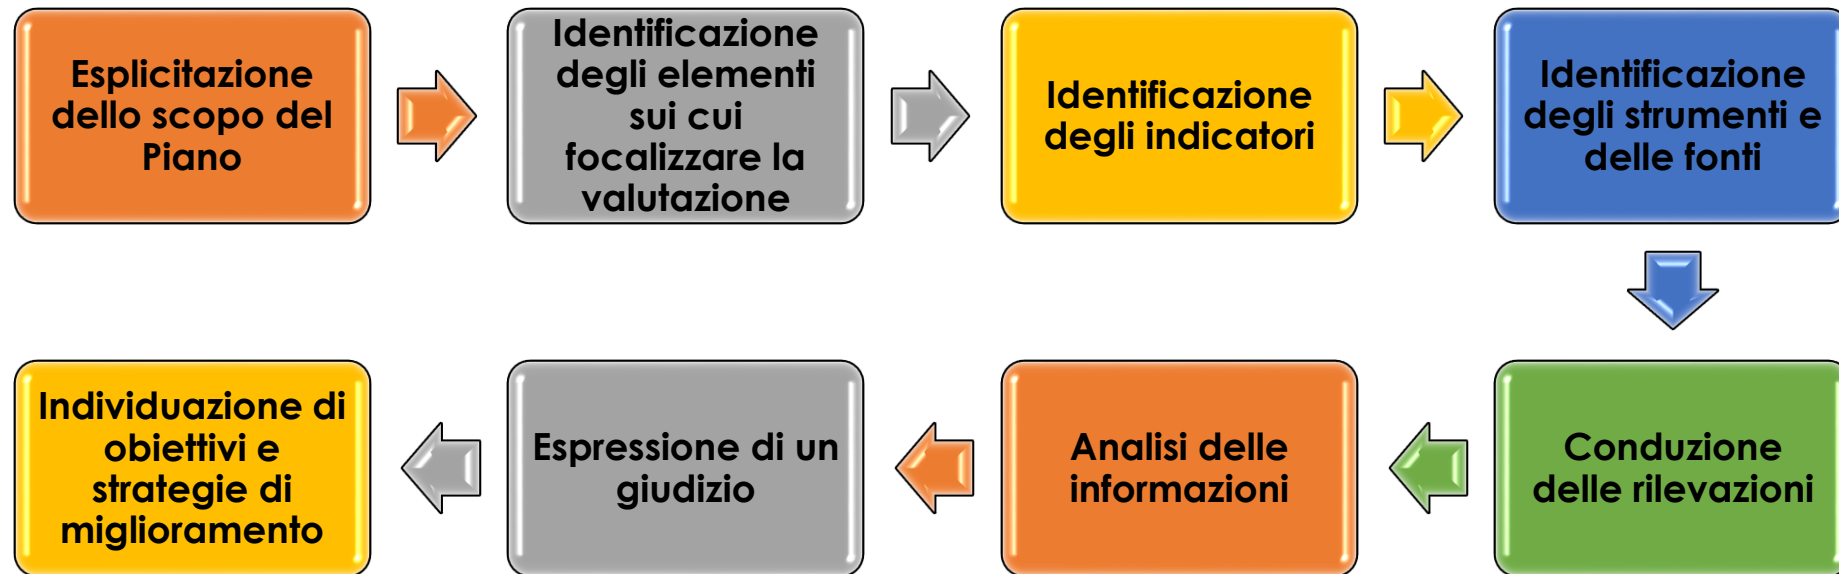 Esplicitazione
dello scopo del
Piano
Identificazione
degli elementi
sui cui
focalizzare la
valutazione
Identificazione
degli indicatori
Identificazione
degli strumenti e
delle fonti
Conduzione
delle rilevazioni
Analisi delle
informazioni
Espressione di un
giudizio
Individuazione di
obiettivi e
strategie di
miglioramento